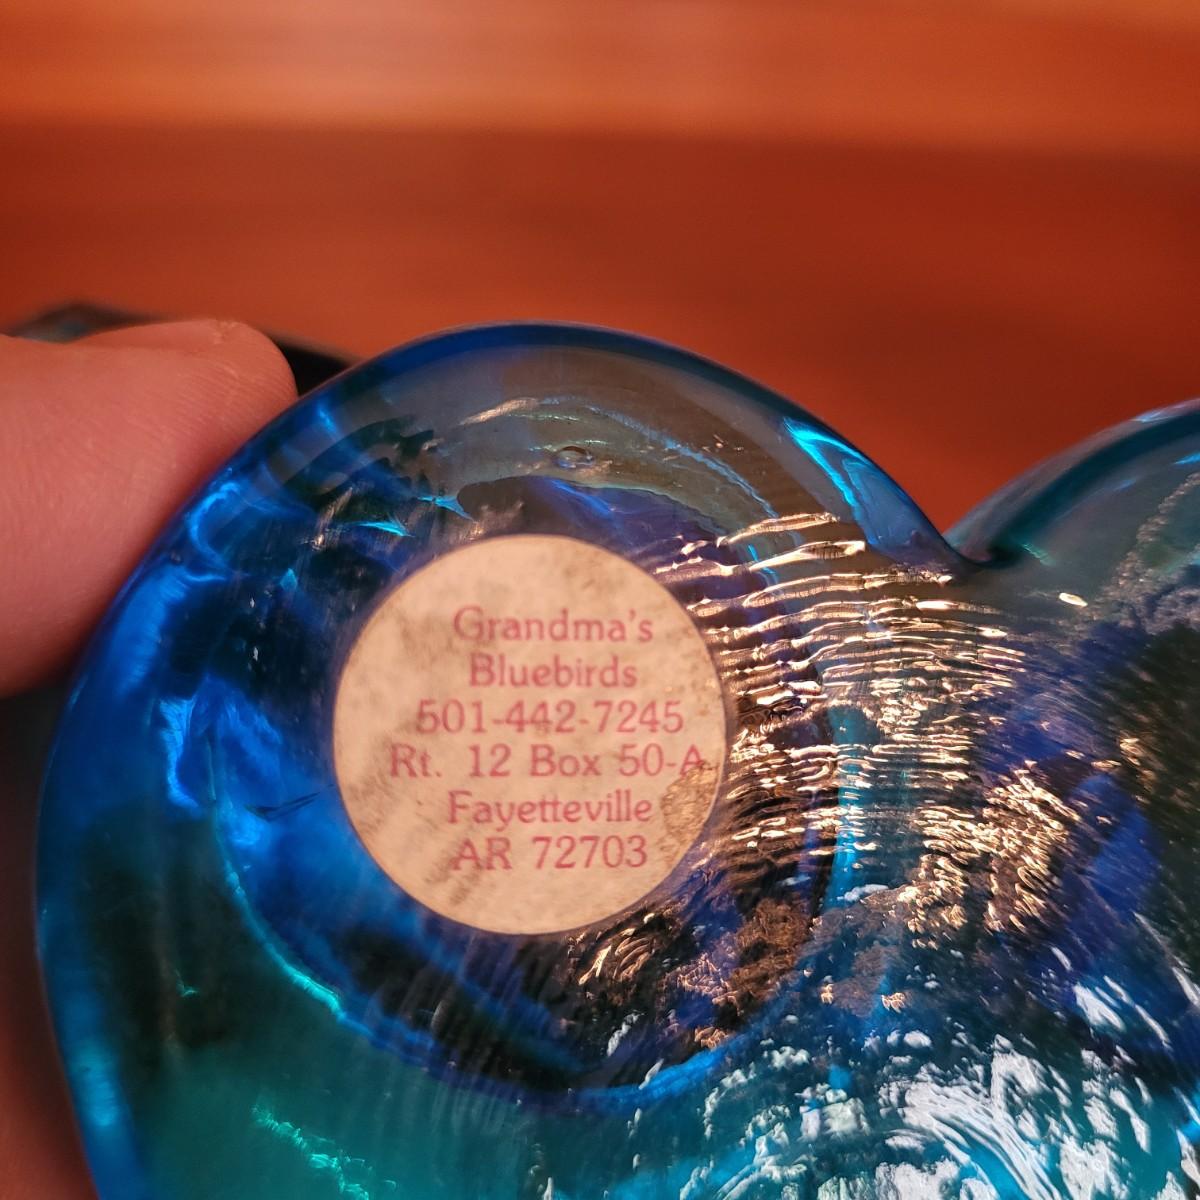 Grandma's
Bluebirds
501-442-7245
Rt. 12 Box 50-A
Fayetteville
AR 72703